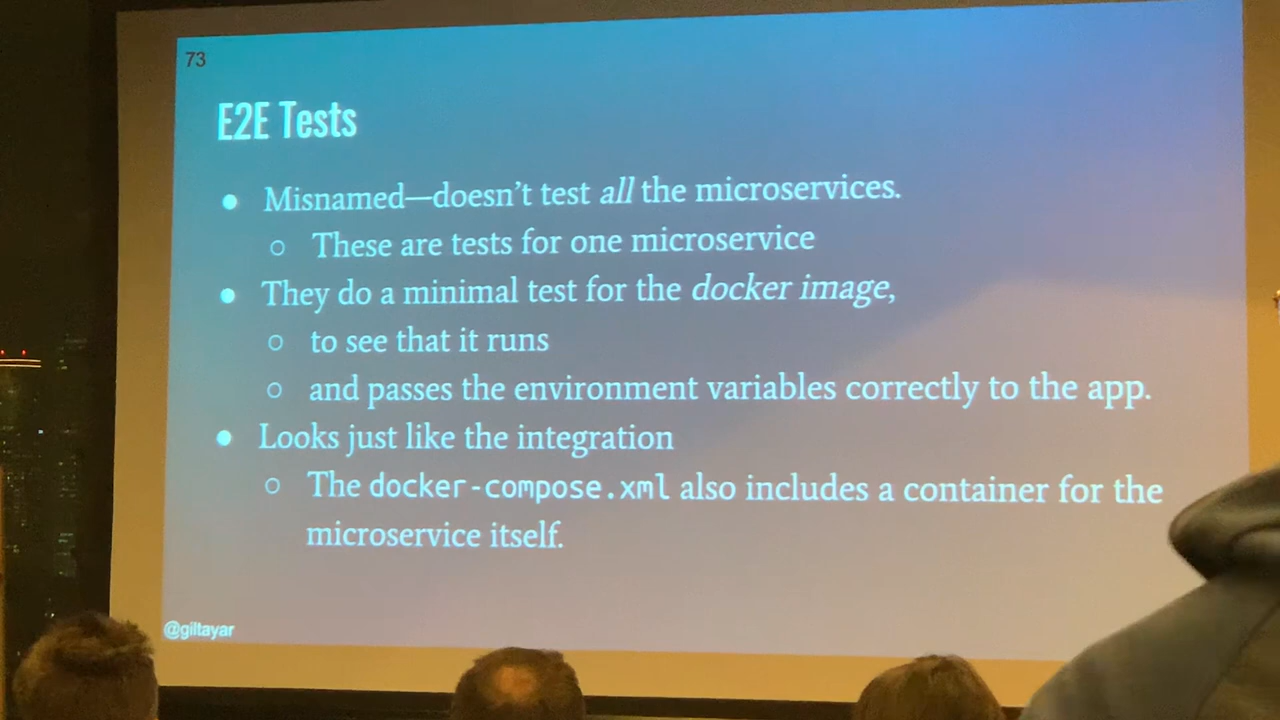 73
E2E Tests
● Misnamed—doesn't test all the microservices.
○ These are tests for one microservice
● They do a minimal test for the docker image,
○ to see that it runs
○ and passes the environment variables correctly to the app.
● Looks just like the integration
○ The docker-compose.xml also includes a container for the
microservice itself.
@giltayar